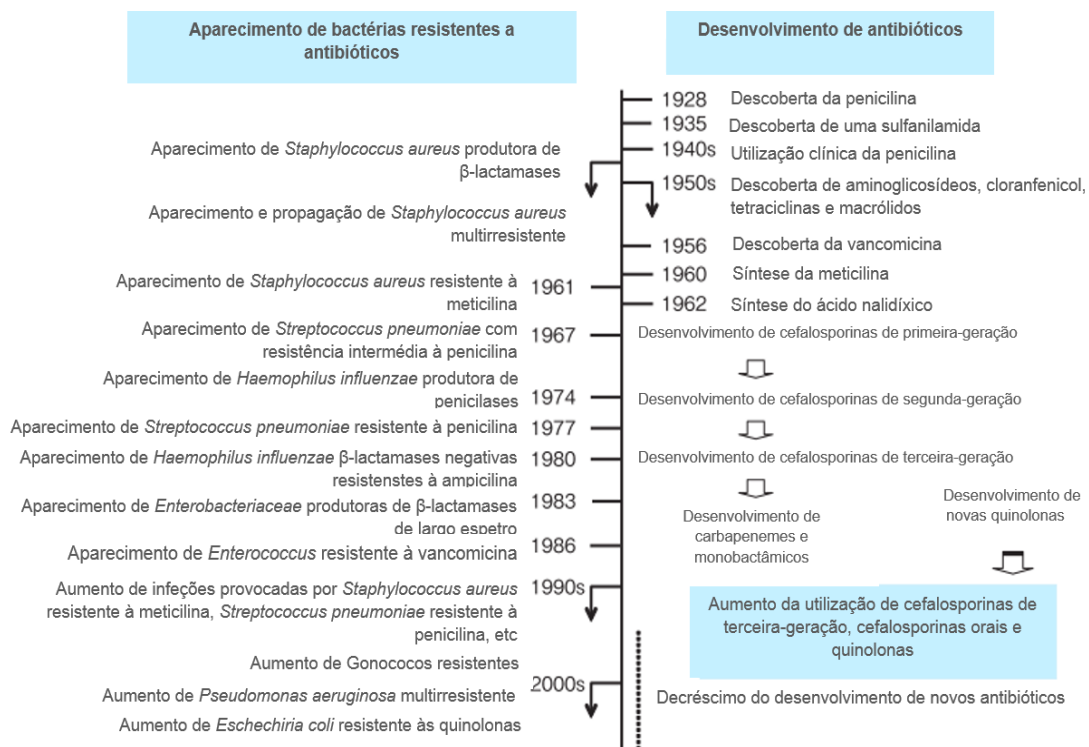 Aparecimento de bactérias resistentes a
antibióticos
Desenvolvimento de antibióticos
1928 Descoberta da penicilina
1935 Descoberta de uma sulfanilamida
Aparecimento de Staphylococcus aureus produtora de
β-lactamases
1940s Utilização clínica da penicilina
1950s Descoberta de aminoglicosídeos, cloranfenicol,
tetraciclinas e macrólidos
Aparecimento e propagação de Staphylococcus aureus
multirresistente
1956 Descoberta da vancomicina
1960 Síntese da meticilina
Aparecimento de Staphylococcus aureus resistente à
meticilina
1961
1962 Síntese do ácido nalidíxico
Aparecimento de Streptococcus pneumoniae com
resistência intermédia à penicilina
1967
Desenvolvimento de cefalosporinas de primeira-geração
Aparecimento de Haemophilus influenzae produtora de
penicilases
1974
Desenvolvimento de cefalosporinas de segunda-geração
Aparecimento de Streptococcus pneumoniae resistente à penicilina 1977
Aparecimento de Haemophilus influenzae β-lactamases negativas
resistenstes à ampicilina
1980
Desenvolvimento de cefalosporinas de terceira-geração
Aparecimento de Enterobacteriaceae produtoras de β-lactamases
de largo espetro
1983
Desenvolvimento de
carbapenemes e
monobactâmicos
Desenvolvimento de
novas quinolonas
Aparecimento de Enterococcus resistente à vancomicina 1986
Aumento de infeções provocadas por Staphylococcus aureus
resistente à meticilina, Streptococcus pneumoniae resistente à
penicilina, etc
1990s
Aumento da utilização de cefalosporinas de
terceira-geração, cefalosporinas orais e
quinolonas
Aumento de Gonococos resistentes
2000s
Aumento de Pseudomonas aeruginosa multirresistente
Aumento de Eschechiria coli resistente às quinolonas
Decréscimo do desenvolvimento de novos antibióticos